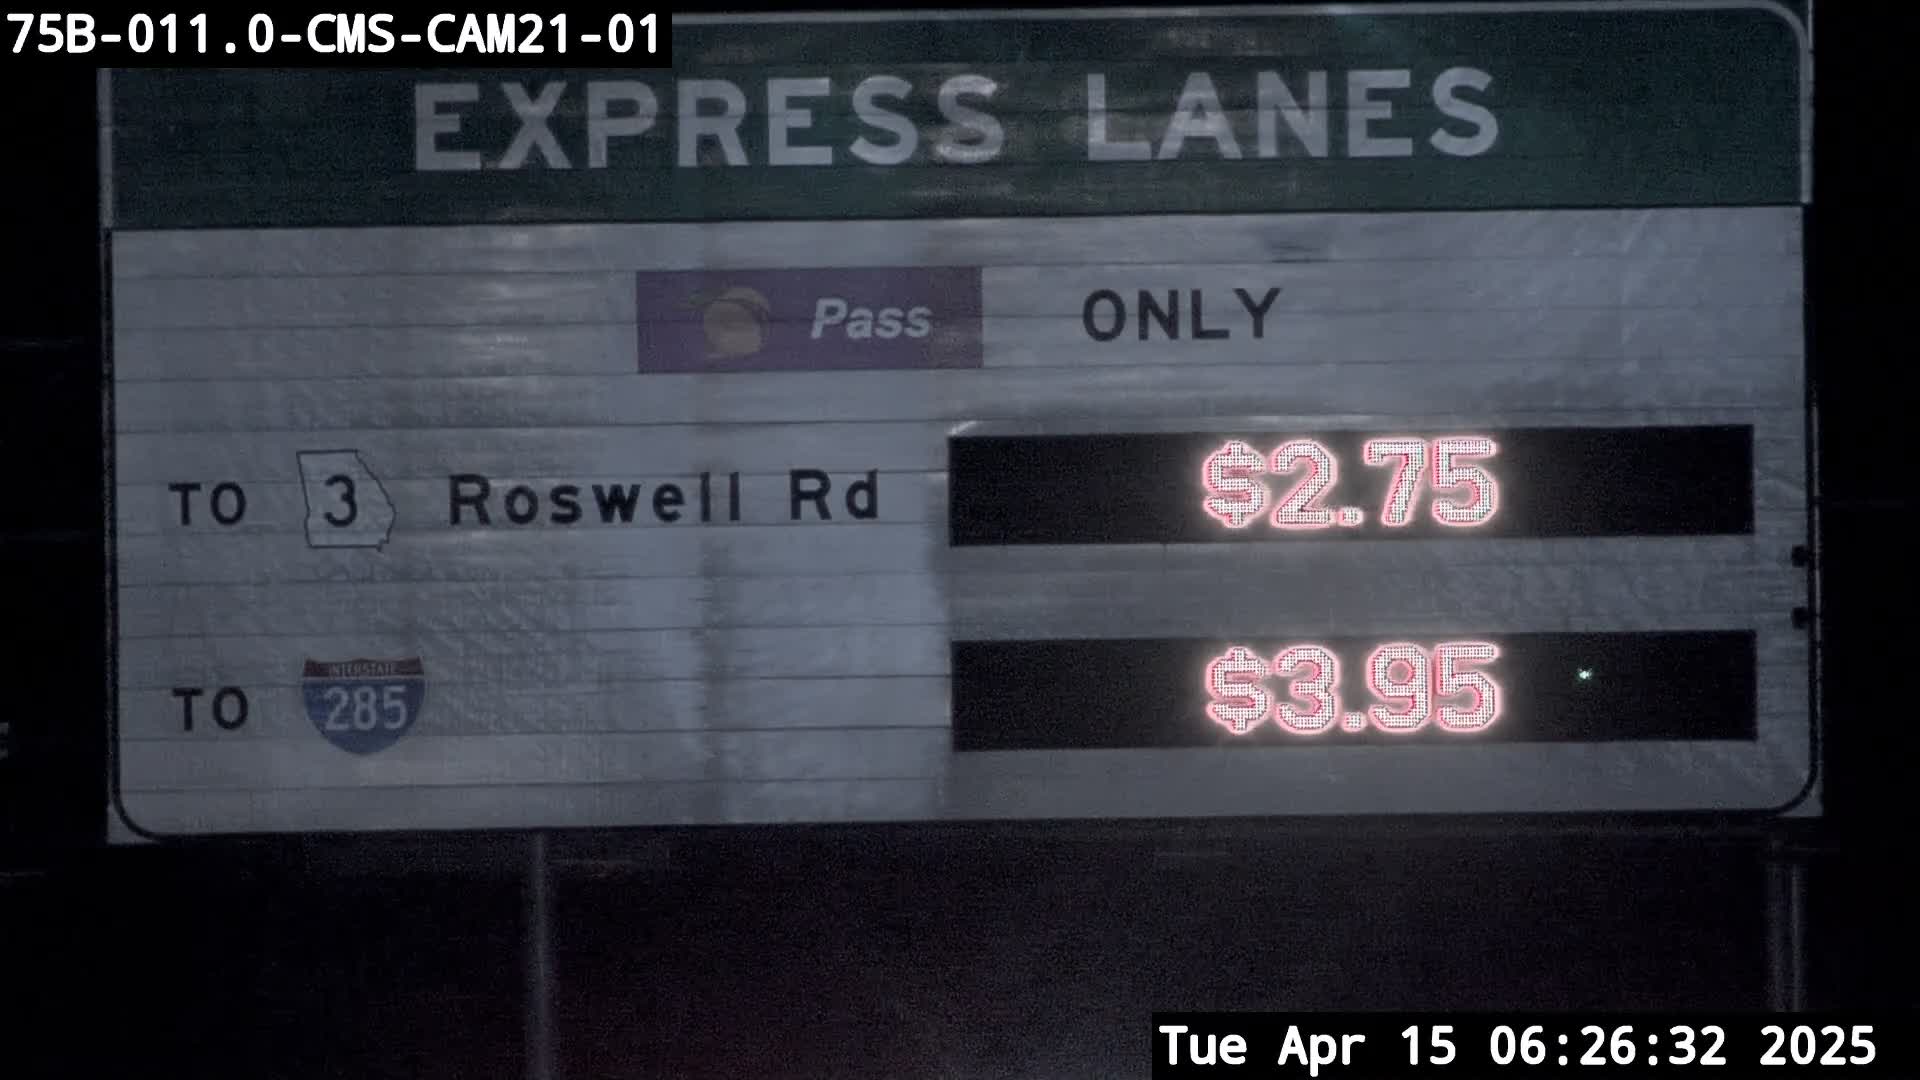 75B-011.0-CMS-CAM21-01
EXPRESS LANES
Pass ONLY
TO 3 Roswell Rd $2.75
INTERSTATE
TO 285 $3.95
Tue Apr 15 06:26:32 2025